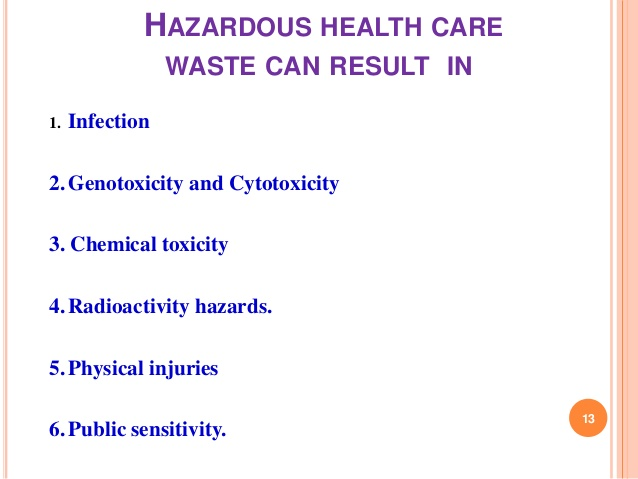 HAZARDOUS HEALTH CARE
WASTE CAN RESULT IN
1. Infection
2. Genotoxicity and Cytotoxicity
3. Chemical toxicity
4. Radioactivity hazards.
5. Physical injuries
6. Public sensitivity.
13